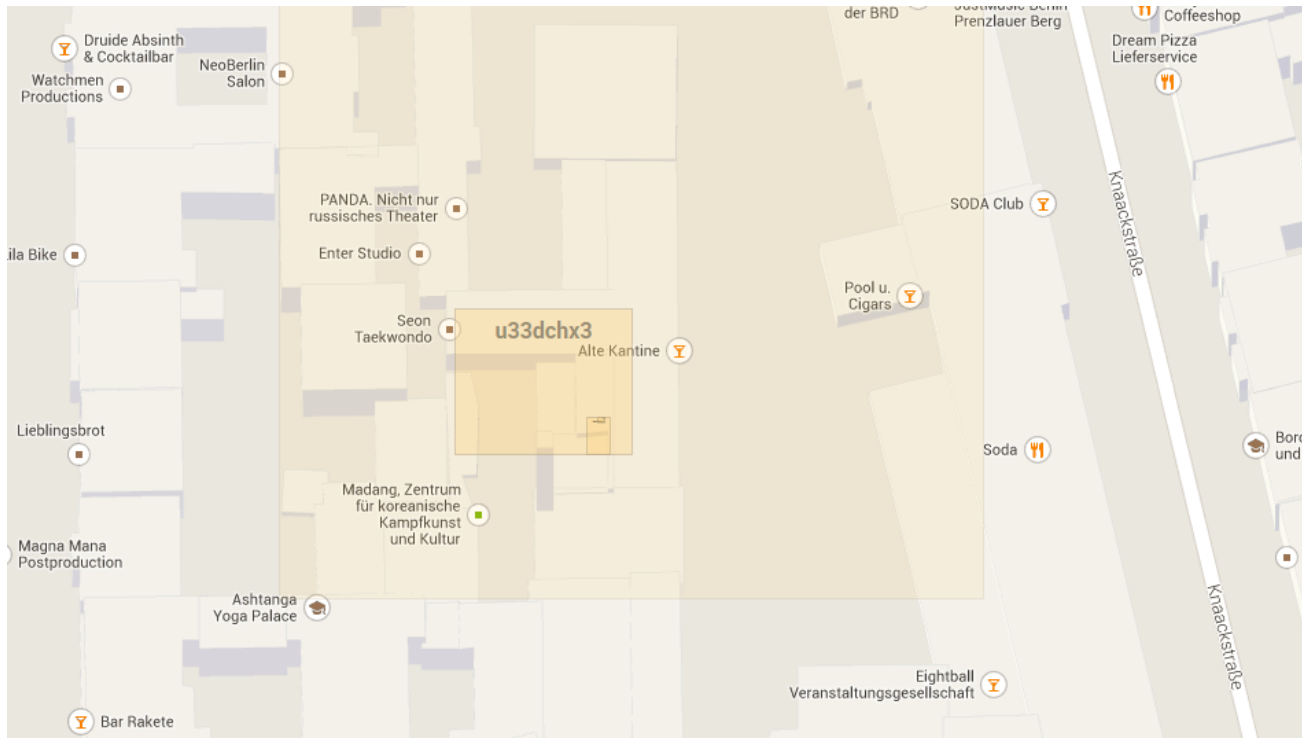 der BRD
Prenzlauer Berg
Coffeeshop
Druide Absinth
& Cocktailbar
NeoBerlin
Salon
Watchmen
Productions
Dream Pizza
Lieferservice
PANDA. Nicht nur
russisches Theater
SODA Club
Knaackstraße
Enter Studio
Bike
Pool u.
Cigars
Seon
Taekwondo
u33dchx3
Alte Kantine
Lieblingsbrot
Soda
Madang, Zentrum
für koreanische
Kampfkunst
und Kultur
und
Magna Mana
Postproduction
Ashtanga
Yoga Palace
Knaackstraße
Eightball
Veranstaltungsgesellschaft
Bar Rakete